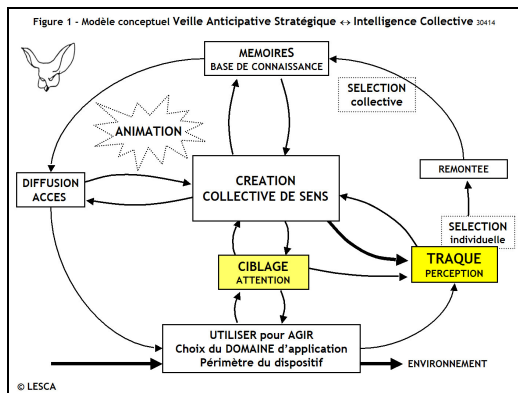 Figure 1 - Modèle conceptuel Veille Anticipative Stratégique ↔ Intelligence Collective 30414
MEMOIRES
BASE DE CONNAISSANCE
SELECTION
collective
ANIMATION
DIFFUSION
ACCES
CREATION
COLLECTIVE DE SENS
REMONTEE
SELECTION
individuelle
CIBLAGE
ATTENTION
TRAQUE
PERCEPTION
UTILISER pour AGIR
Choix du DOMAINE d'application
Périmètre du dispositif
ENVIRONNEMENT
© LESCA